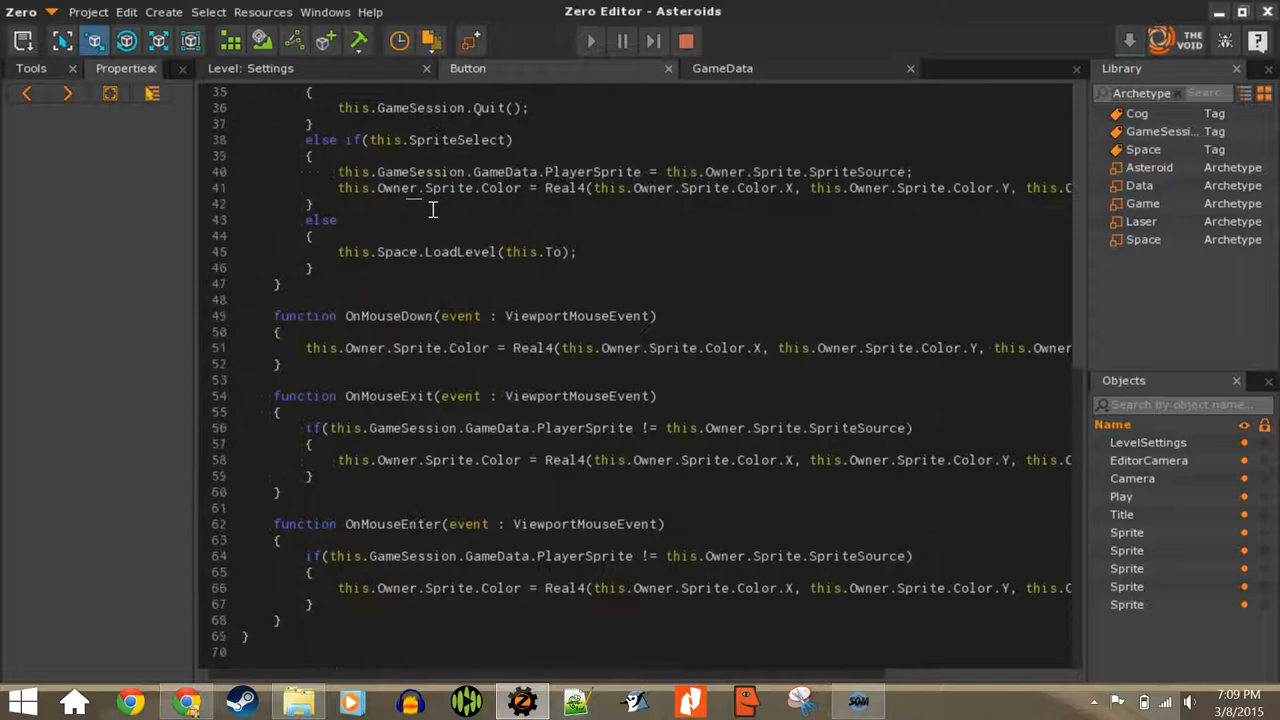 Zero Project Edit Create Select Resources Windows Help Zero Editor - Asteroids
THE VOID
Tools Properties Level: Settings Button GameData Library
Archetype Searc
35 {
36 this.GameSession.Quit();
37 }
38 else if(this.SpriteSelect)
39 {
40 this.GameSession.GameData.PlayerSprite = this.Owner.Sprite.SpriteSource;
41 this.Owner.Sprite.Color = Real4(this.Owner.Sprite.Color.X, this.Owner.Sprite.Color.Y, this.O
42 }
43 else
44 {
45 this.Space.LoadLevel(this.To);
46 }
47 }
48
49 function OnMouseDown(event : ViewportMouseEvent)
50 {
51 this.Owner.Sprite.Color = Real4(this.Owner.Sprite.Color.X, this.Owner.Sprite.Color.Y, this.Owner
52 }
53
54 function OnMouseExit(event : ViewportMouseEvent)
55 {
56 if(this.GameSession.GameData.PlayerSprite != this.Owner.Sprite.SpriteSource)
57 {
58 this.Owner.Sprite.Color = Real4(this.Owner.Sprite.Color.X, this.Owner.Sprite.Color.Y, this.O
59 }
60 }
61
62 function OnMouseEnter(event : ViewportMouseEvent)
63 {
64 if(this.GameSession.GameData.PlayerSprite != this.Owner.Sprite.SpriteSource)
65 {
66 this.Owner.Sprite.Color = Real4(this.Owner.Sprite.Color.X, this.Owner.Sprite.Color.Y, this.O
67 }
68 }
69 }
70
Cog Tag
GameSessi... Tag
Space Tag
Asteroid Archetype
Data Archetype
Game Archetype
Laser Archetype
Space Archetype
Objects
Search by object name...
Name
LevelSettings
EditorCamera
Camera
Play
Title
Sprite
Sprite
Sprite
Sprite
Sprite
SOM
7:09 PM
3/8/2015